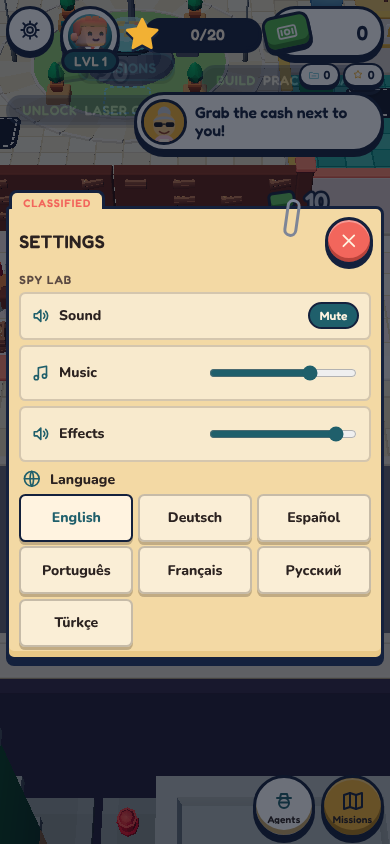 0/20
0
LVL 1
IONS
BUILD PRAC
0
0
UNLOCK LASER
Grab the cash next to
you!
10
CLASSIFIED
SETTINGS
SPY LAB
Sound
Mute
Music
Effects
Language
English
Deutsch
Español
Português
Français
Русский
Türkçe
Agents
Missions